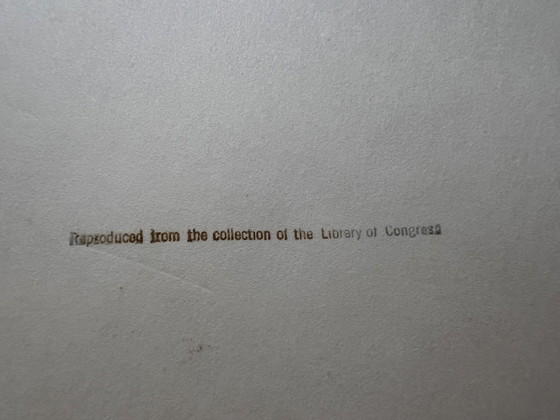 Reproduced from the collection of the Library of Congress